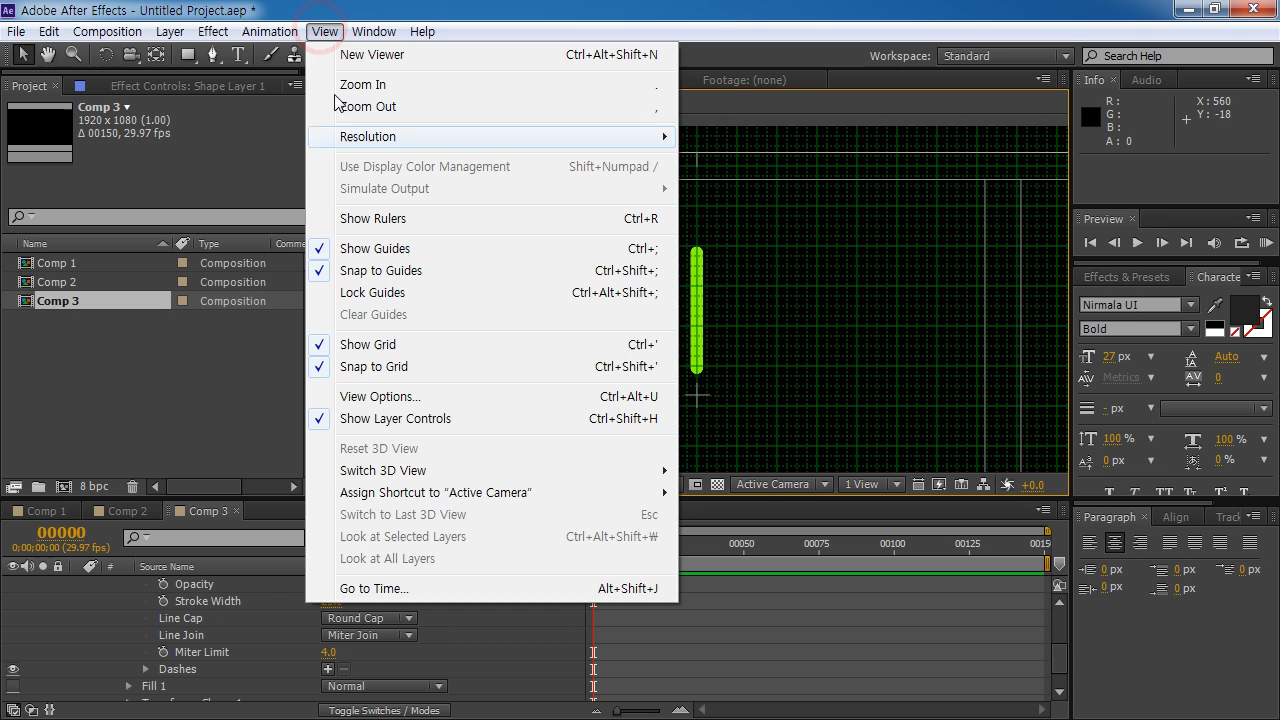 Adobe After Effects - Untitled Project.aep *
File Edit Composition Layer Effect Animation View Window Help
Workspace: Standard
Search Help
Project
Effect Controls: Shape Layer 1
Comp 3
1920 x 1080 (1.00)
Δ 00150, 29.97 fps
Name Type Comme
Comp 1 Composition
Comp 2 Composition
Comp 3 Composition
8 bpc
New Viewer Ctrl+Alt+Shift+N
Zoom In .
Zoom Out ,
Resolution
Use Display Color Management Shift+Numpad /
Simulate Output
Show Rulers Ctrl+R
Show Guides Ctrl+;
Snap to Guides Ctrl+Shift+;
Lock Guides Ctrl+Alt+Shift+;
Clear Guides
Show Grid Ctrl+'
Snap to Grid Ctrl+Shift+'
View Options... Ctrl+Alt+U
Show Layer Controls Ctrl+Shift+H
Reset 3D View
Switch 3D View
Assign Shortcut to "Active Camera"
Switch to Last 3D View Esc
Look at Selected Layers Ctrl+Alt+Shift+₩
Look at All Layers
Go to Time... Alt+Shift+J
Footage: (none)
Active Camera 1 View +0.0
Info Audio
R : X : 560
G : Y : -18
B :
A : 0
Preview
Effects & Presets Characte
Nirmala UI
Bold
27 px Auto
Metrics 0
- px
100 % 100 %
0 px 0 %
T T TT Tt T¹ T₁
Paragraph Align Track
0 px 0 px 0 px
0 px 0 px
Comp 1 Comp 2 Comp 3
00000
0;00;00;00 (29.97 fps)
# Source Name
00050 00075 00100 00125 0015
Opacity
Stroke Width
Line Cap Round Cap
Line Join Miter Join
Miter Limit 4.0
Dashes + −
Fill 1 Normal
Toggle Switches / Modes